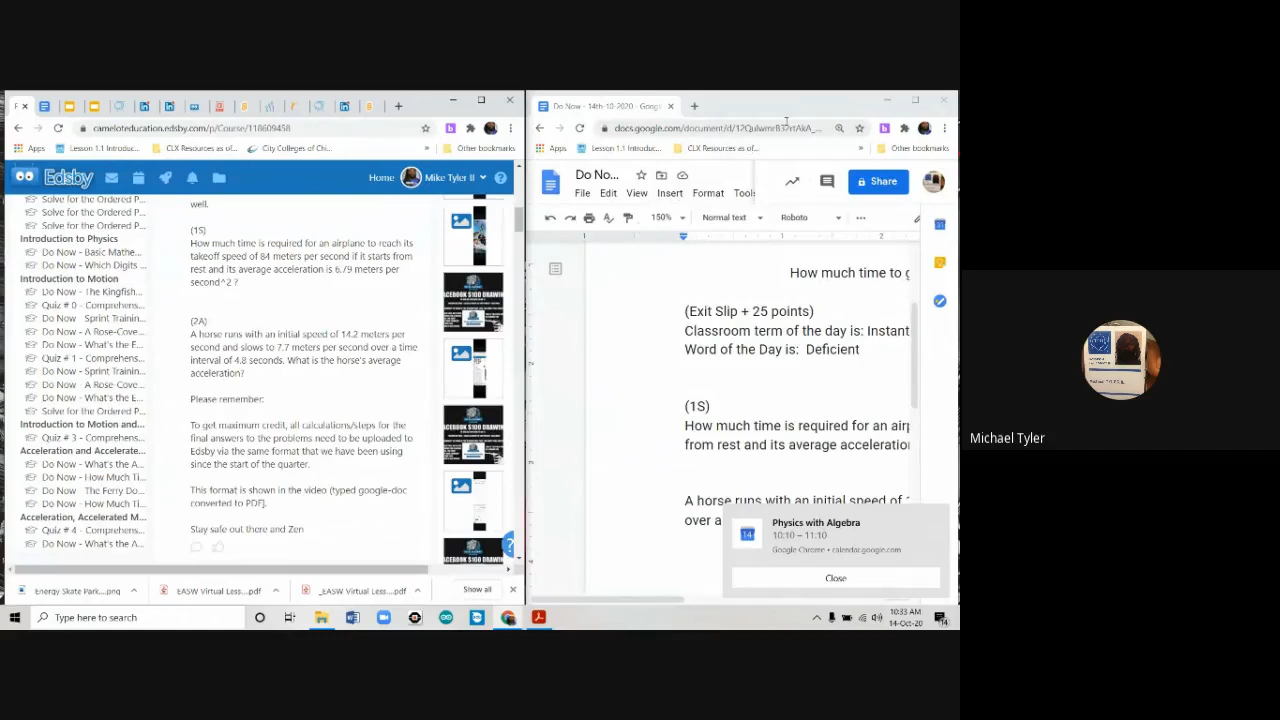 Do Now - 14th-10-2020 - Googl
cameloteducation.edsby.com/p/Course/118609458
docs.google.com/document/d/12QulwmrB32rtAkA_...
Apps
Lesson 1.1 Introduc...
CLX Resources as of...
City Colleges of Chi...
»
Other bookmarks
Apps
Lesson 1.1 Introduc...
CLX Resources as of...
»
Other bookmarks
Edsby
Home
Mike Tyler II
Do No...
Share
File Edit View Insert Format Tools
150%
Normal text
Roboto
Solve for the Ordered P...
Solve for the Ordered P...
Introduction to Physics
Do Now - Basic Mathe...
Do Now - Which Digits ...
Introduction to Motion
Do Now - The Kingfish...
Quiz # 0 - Comprehens...
Do Now - Sprint Trainin...
Do Now - A Rose-Cove...
Do Now - What's the E...
Quiz # 1 - Comprehens...
Do Now - Sprint Trainin...
Do Now - A Rose-Cove...
Do Now - What's the E...
Quiz # 2 - Comprehens...
Solve for the Ordered P...
Introduction to Motion and...
Quiz # 3 - Comprehens...
Acceleration and Accelerate...
Do Now - What's the A...
Do Now - How Much Ti...
Do Now - The Ferry Do...
Do Now - How Much Ti...
Acceleration, Accelerated M...
Quiz # 4 - Comprehens...
Do Now - What's the A...
well.
(1S)
How much time is required for an airplane to reach its
takeoff speed of 84 meters per second if it starts from
rest and its average acceleration is 6.79 meters per
second^2 ?
(2A)
A horse runs with an initial speed of 14.2 meters per
second and slows to 7.7 meters per second over a time
interval of 4.8 seconds. What is the horse's average
acceleration?
Please remember:
To get maximum credit, all calculations/steps for the
final answers to the problems need to be uploaded to
Edsby via the same format that we have been using
since the start of the quarter.
This format is shown in the video (typed google-doc
converted to PDF).
Stay safe out there and Zen
FACEBOOK $100 DRAWING
How much time to g
(Exit Slip + 25 points)
Classroom term of the day is: Instant
Word of the Day is: Deficient
(1S)
How much time is required for an airp
from rest and its average acceleration
A horse runs with an initial speed of
over a
Physics with Algebra
10:10 – 11:10
Google Chrome • calendar.google.com
Close
Energy Skate Park....png
EASW Virtual Less....pdf
_EASW Virtual Less....pdf
Show all
Type here to search
10:33 AM
14-Oct-20
Michael Tyler